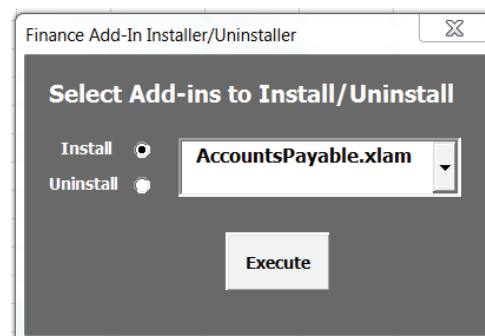 Finance Add-In Installer/Uninstaller
Select Add-ins to Install/Uninstall
Install
AccountsPayable.xlam
Uninstall
Execute